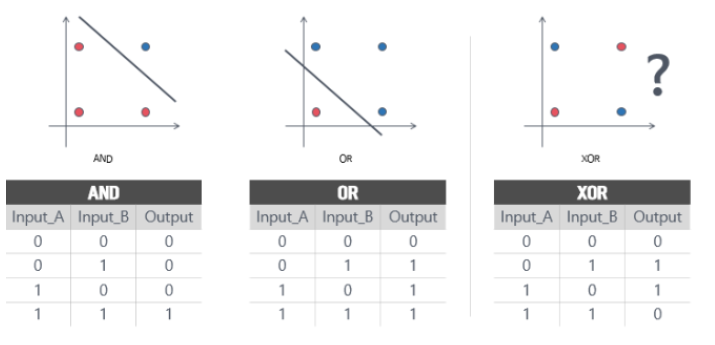 ?
AND
OR
XOR
AND
Input_A Input_B Output
0 0 0
0 1 0
1 0 0
1 1 1
OR
Input_A Input_B Output
0 0 0
0 1 1
1 0 1
1 1 1
XOR
Input_A Input_B Output
0 0 0
0 1 1
1 0 1
1 1 0